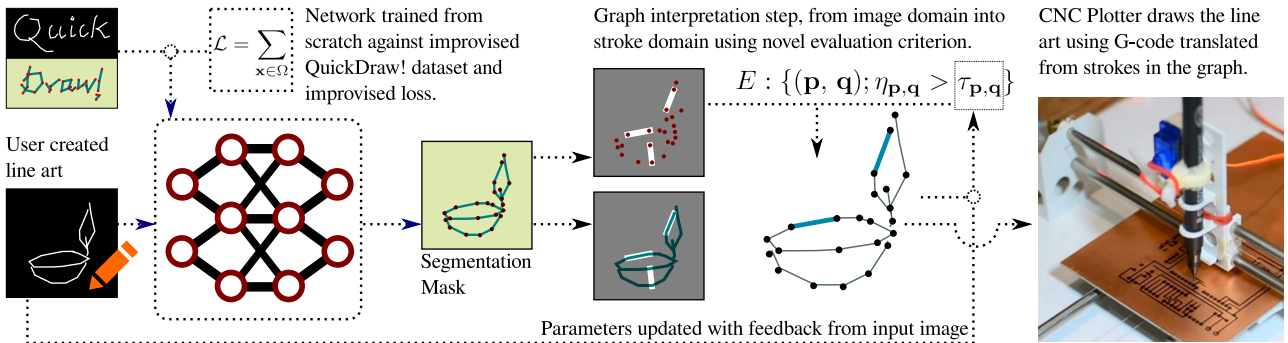 Quick
Draw!
ℒ = ∑
x∈Ω
Network trained from
scratch against improvised
QuickDraw! dataset and
improvised loss.
Graph interpretation step, from image domain into
stroke domain using novel evaluation criterion.
E : {(p, q); η_{p,q} > τ_{p,q}}
CNC Plotter draws the line
art using G-code translated
from strokes in the graph.
User created
line art
Segmentation
Mask
Parameters updated with feedback from input image